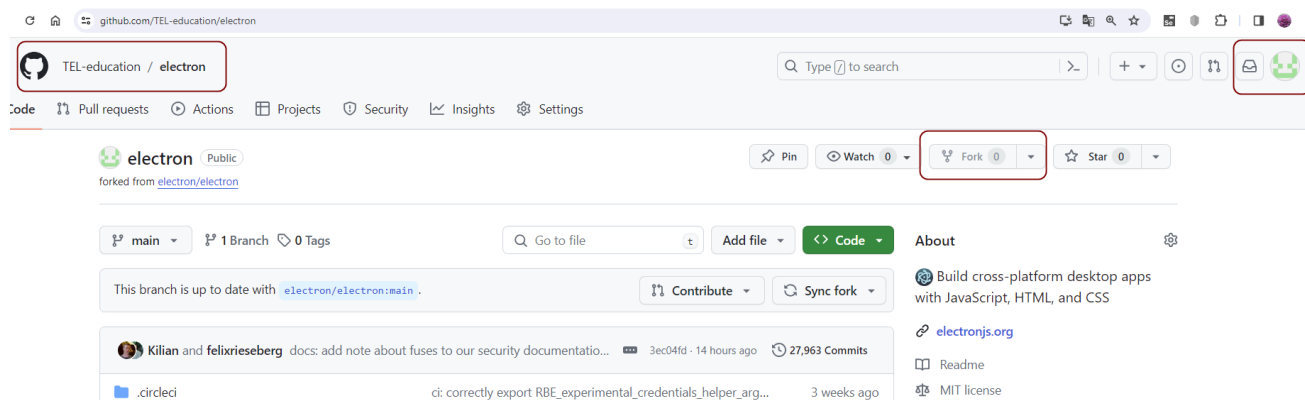 github.com/TEL-education/electron
TEL-education / electron
Type / to search
Code Pull requests Actions Projects Security Insights Settings
electron Public
Pin Watch 0 Fork 0 Star 0
forked from electron/electron
main 1 Branch 0 Tags Go to file t Add file <> Code
About
Build cross-platform desktop apps
with JavaScript, HTML, and CSS
This branch is up to date with electron/electron:main .
Contribute Sync fork
electronjs.org
Kilian and felixrieseberg docs: add note about fuses to our security documentatio... 3ec04fd · 14 hours ago 27,963 Commits
Readme
.circleci ci: correctly export RBE_experimental_credentials_helper_arg... 3 weeks ago
MIT license